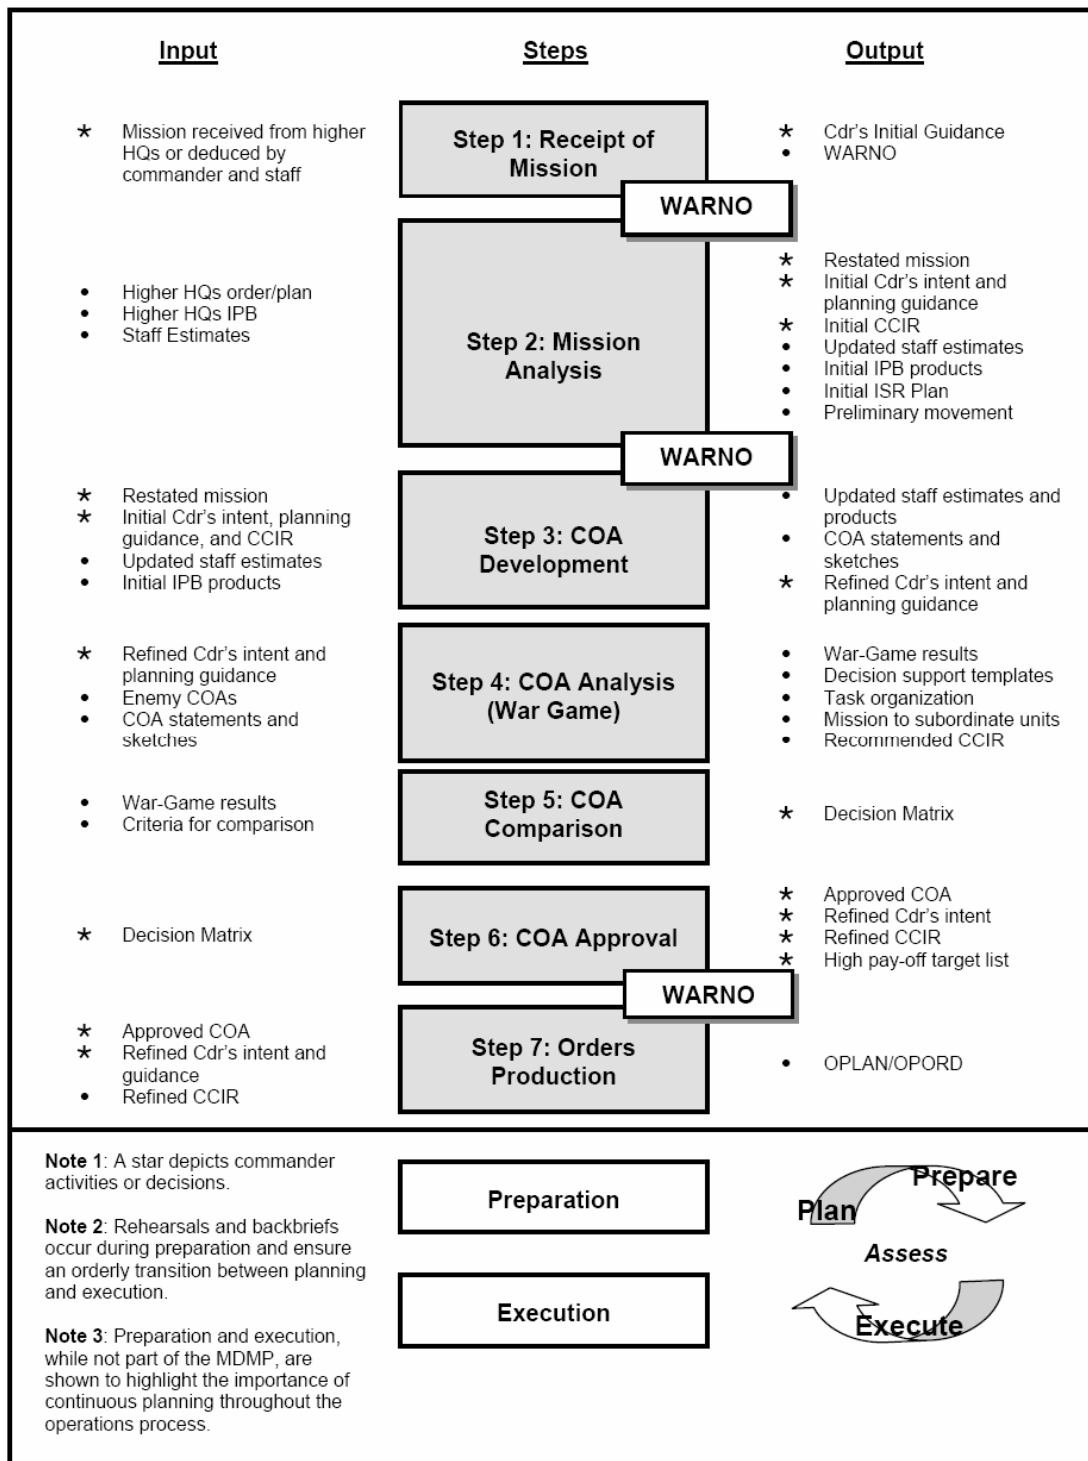 Input
Steps
Output
* Mission received from higher
HQs or deduced by
commander and staff
Step 1: Receipt of
Mission
* Cdr's Initial Guidance
• WARNO
WARNO
• Higher HQs order/plan
• Higher HQs IPB
• Staff Estimates
Step 2: Mission
Analysis
* Restated mission
* Initial Cdr's intent and
planning guidance
* Initial CCIR
• Updated staff estimates
• Initial IPB products
• Initial ISR Plan
• Preliminary movement
WARNO
* Restated mission
* Initial Cdr's intent, planning
guidance, and CCIR
• Updated staff estimates
• Initial IPB products
Step 3: COA
Development
• Updated staff estimates and
products
• COA statements and
sketches
* Refined Cdr's intent and
planning guidance
* Refined Cdr's intent and
planning guidance
• Enemy COAs
• COA statements and
sketches
Step 4: COA Analysis
(War Game)
• War-Game results
• Decision support templates
• Task organization
• Mission to subordinate units
• Recommended CCIR
• War-Game results
• Criteria for comparison
Step 5: COA
Comparison
* Decision Matrix
* Decision Matrix
Step 6: COA Approval
* Approved COA
* Refined Cdr's intent
* Refined CCIR
* High pay-off target list
WARNO
* Approved COA
* Refined Cdr's intent and
guidance
• Refined CCIR
Step 7: Orders
Production
• OPLAN/OPORD
Note 1: A star depicts commander
activities or decisions.
Note 2: Rehearsals and backbriefs
occur during preparation and ensure
an orderly transition between planning
and execution.
Note 3: Preparation and execution,
while not part of the MDMP, are
shown to highlight the importance of
continuous planning throughout the
operations process.
Preparation
Execution
Prepare
Plan
Assess
Execute